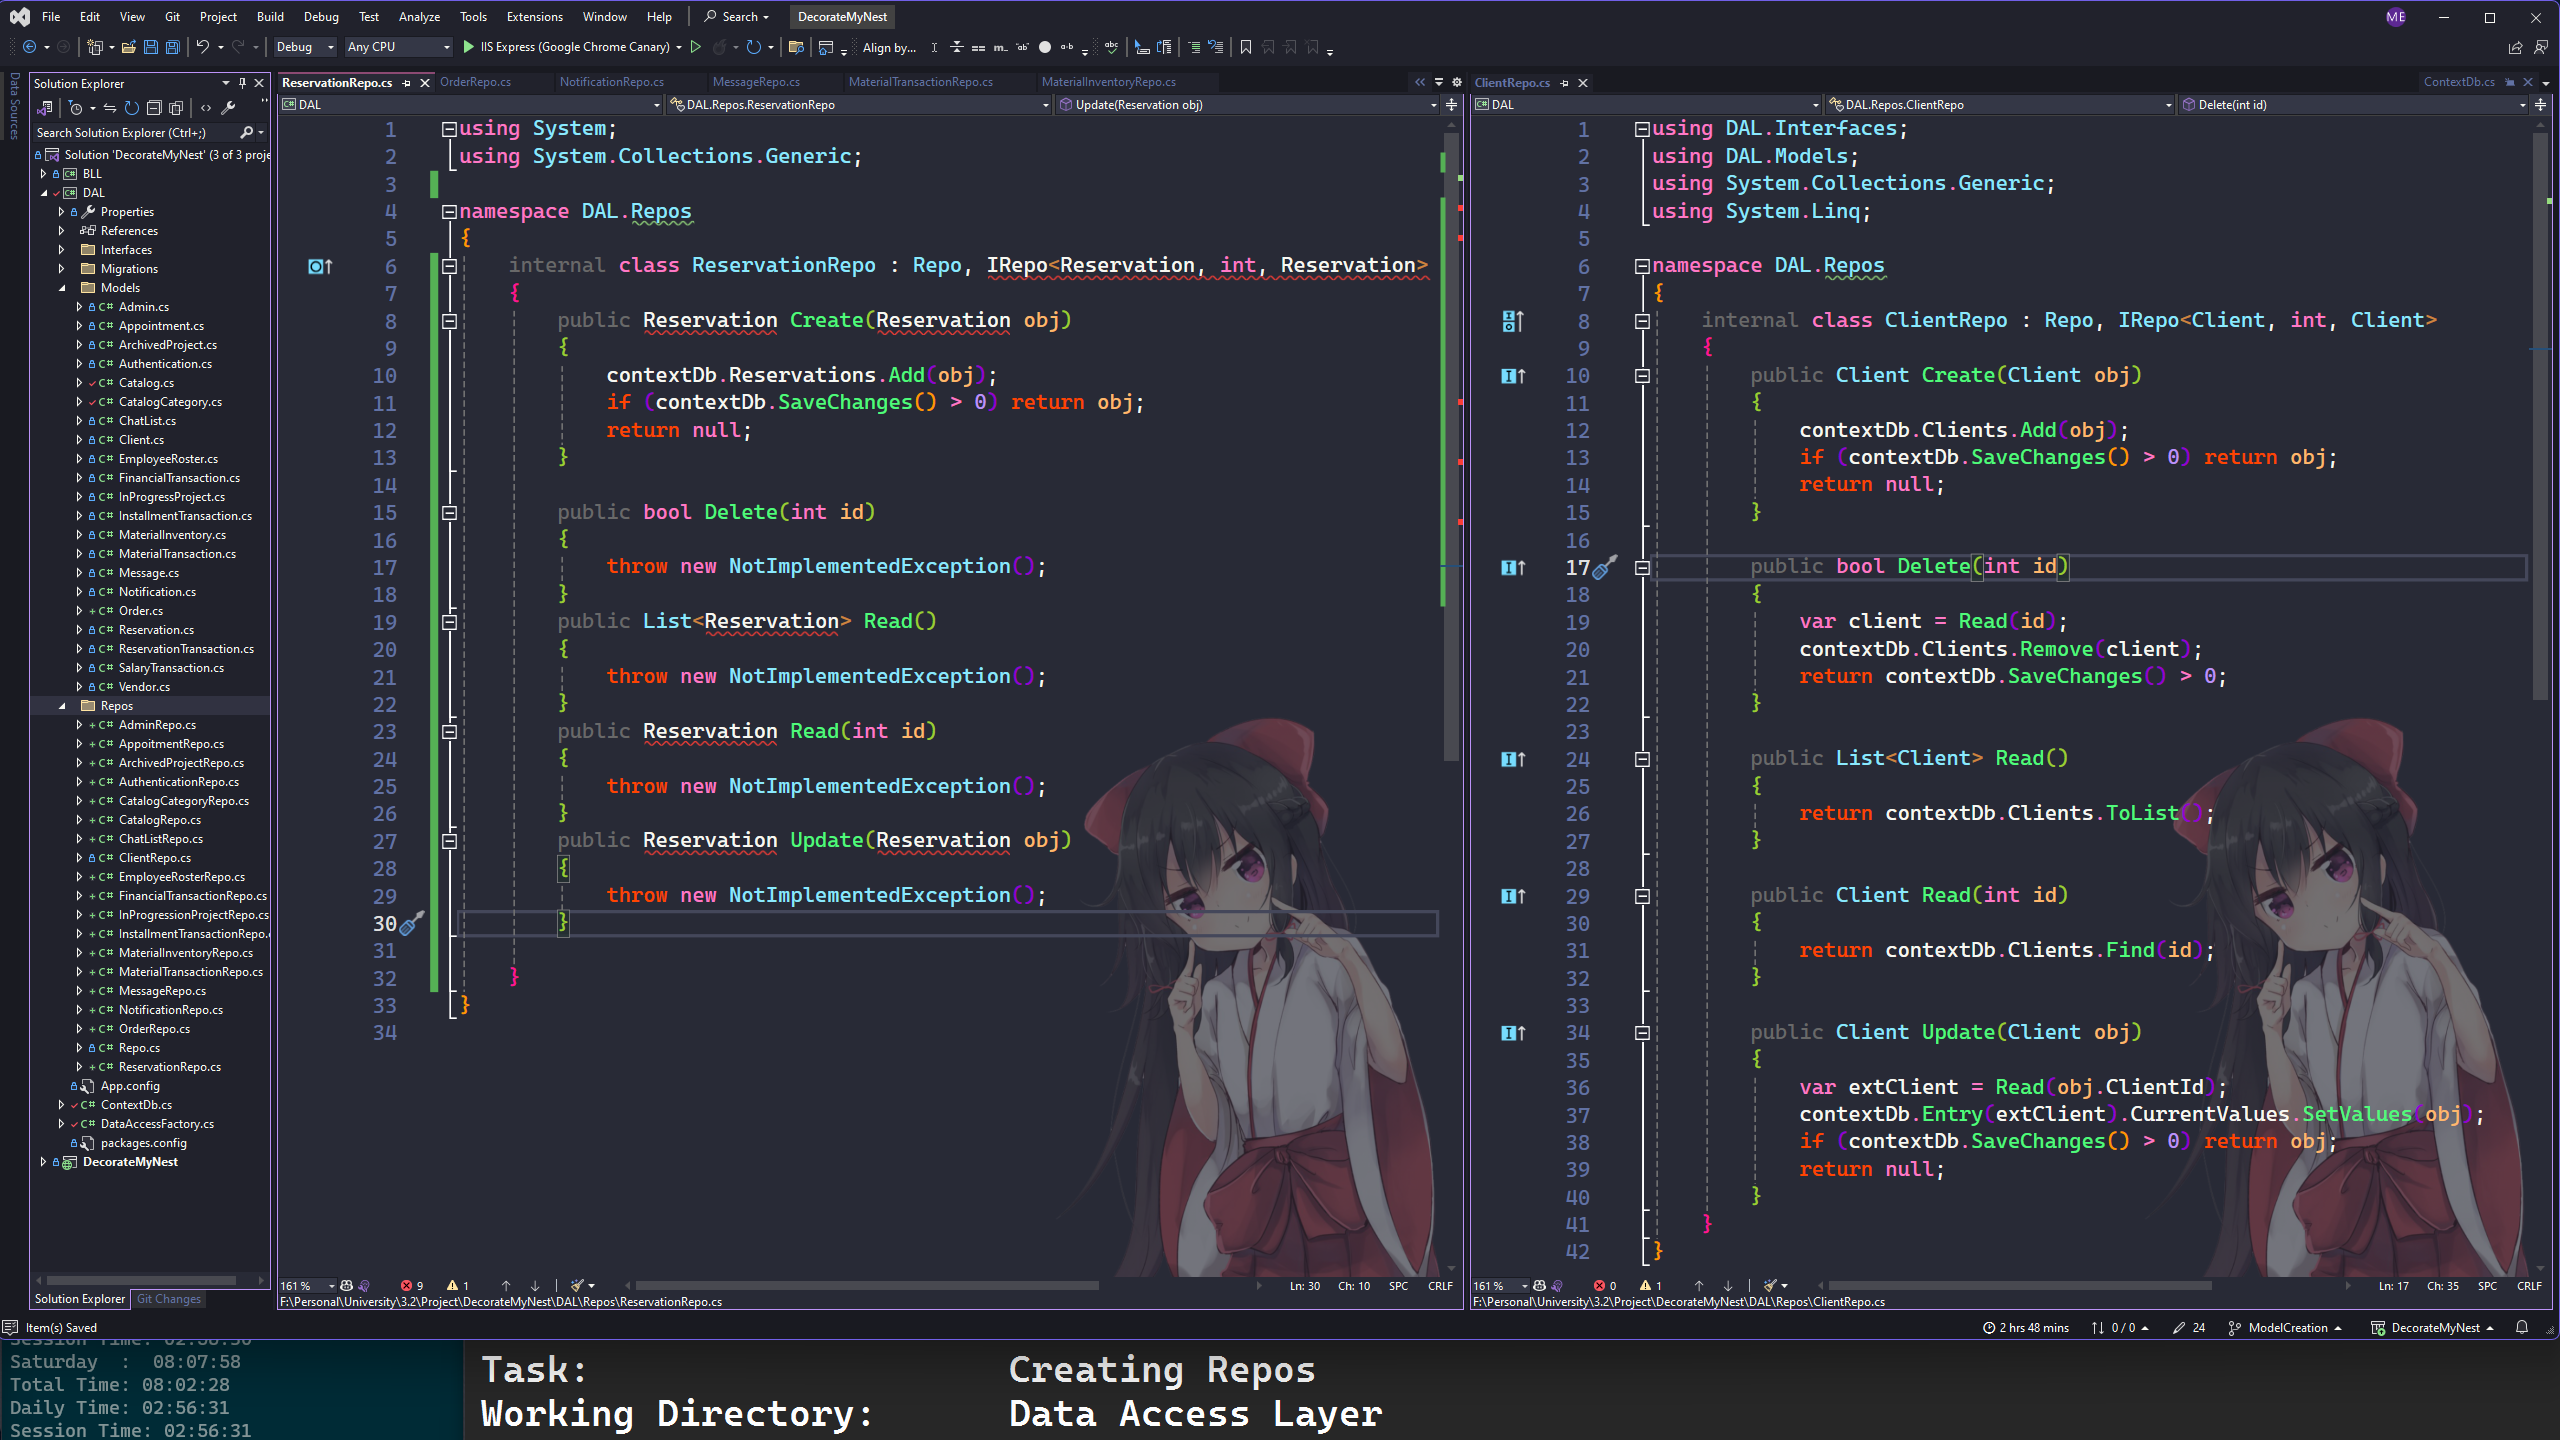 File Edit View Git Project Build Debug Test Analyze Tools Extensions Window Help Search DecorateMyNest ME
Debug Any CPU IIS Express (Google Chrome Canary) Align by...
Data Sources
Solution Explorer
Search Solution Explorer (Ctrl+;)
Solution 'DecorateMyNest' (3 of 3 proje
BLL
DAL
Properties
References
Interfaces
Migrations
Models
C# Admin.cs
C# Appointment.cs
C# ArchivedProject.cs
C# Authentication.cs
C# Catalog.cs
C# CatalogCategory.cs
C# ChatList.cs
C# Client.cs
C# EmployeeRoster.cs
C# FinancialTransaction.cs
C# InProgressProject.cs
C# InstallmentTransaction.cs
C# MaterialInventory.cs
C# MaterialTransaction.cs
C# Message.cs
C# Notification.cs
+ C# Order.cs
C# Reservation.cs
C# ReservationTransaction.cs
C# SalaryTransaction.cs
C# Vendor.cs
Repos
+ C# AdminRepo.cs
+ C# AppoitmentRepo.cs
+ C# ArchivedProjectRepo.cs
+ C# AuthenticationRepo.cs
+ C# CatalogCategoryRepo.cs
+ C# CatalogRepo.cs
+ C# ChatListRepo.cs
C# ClientRepo.cs
+ C# EmployeeRosterRepo.cs
+ C# FinancialTransactionRepo.cs
+ C# InProgressionProjectRepo.cs
+ C# InstallmentTransactionRepo.
+ C# MaterialInventoryRepo.cs
+ C# MaterialTransactionRepo.cs
+ C# MessageRepo.cs
+ C# NotificationRepo.cs
+ C# OrderRepo.cs
C# Repo.cs
+ C# ReservationRepo.cs
App.config
C# ContextDb.cs
C# DataAccessFactory.cs
packages.config
DecorateMyNest
Solution Explorer Git Changes
ReservationRepo.cs OrderRepo.cs NotificationRepo.cs MessageRepo.cs MaterialTransactionRepo.cs MaterialInventoryRepo.cs
DAL DAL.Repos.ReservationRepo Update(Reservation obj)
1 using System;
2 using System.Collections.Generic;
3
4 namespace DAL.Repos
5 {
6 internal class ReservationRepo : Repo, IRepo<Reservation, int, Reservation>
7 {
8 public Reservation Create(Reservation obj)
9 {
10 contextDb.Reservations.Add(obj);
11 if (contextDb.SaveChanges() > 0) return obj;
12 return null;
13 }
14
15 public bool Delete(int id)
16 {
17 throw new NotImplementedException();
18 }
19 public List<Reservation> Read()
20 {
21 throw new NotImplementedException();
22 }
23 public Reservation Read(int id)
24 {
25 throw new NotImplementedException();
26 }
27 public Reservation Update(Reservation obj)
28 {
29 throw new NotImplementedException();
30 }
31
32 }
33 }
34
161 % 9 1 Ln: 30 Ch: 10 SPC CRLF
F:\Personal\University\3.2\Project\DecorateMyNest\DAL\Repos\ReservationRepo.cs
ClientRepo.cs ContextDb.cs
DAL DAL.Repos.ClientRepo Delete(int id)
1 using DAL.Interfaces;
2 using DAL.Models;
3 using System.Collections.Generic;
4 using System.Linq;
5
6 namespace DAL.Repos
7 {
8 internal class ClientRepo : Repo, IRepo<Client, int, Client>
9 {
10 public Client Create(Client obj)
11 {
12 contextDb.Clients.Add(obj);
13 if (contextDb.SaveChanges() > 0) return obj;
14 return null;
15 }
16
17 public bool Delete(int id)
18 {
19 var client = Read(id);
20 contextDb.Clients.Remove(client);
21 return contextDb.SaveChanges() > 0;
22 }
23
24 public List<Client> Read()
25 {
26 return contextDb.Clients.ToList();
27 }
28
29 public Client Read(int id)
30 {
31 return contextDb.Clients.Find(id);
32 }
33
34 public Client Update(Client obj)
35 {
36 var extClient = Read(obj.ClientId);
37 contextDb.Entry(extClient).CurrentValues.SetValues(obj);
38 if (contextDb.SaveChanges() > 0) return obj;
39 return null;
40 }
41 }
42 }
161 % 0 1 Ln: 17 Ch: 35 SPC CRLF
F:\Personal\University\3.2\Project\DecorateMyNest\DAL\Repos\ClientRepo.cs
Item(s) Saved 2 hrs 48 mins 0 / 0 24 ModelCreation DecorateMyNest
Saturday : 08:07:58
Total Time: 08:02:28
Daily Time: 02:56:31
Session Time: 02:56:31
Task: Creating Repos
Working Directory: Data Access Layer